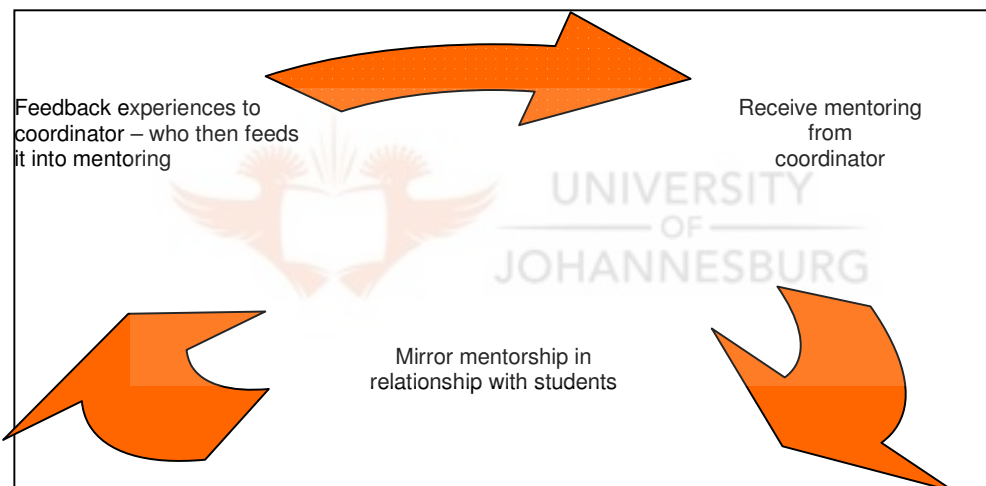 Feedback experiences to
coordinator – who then feeds
it into mentoring
Receive mentoring
from
coordinator
UNIVERSITY
OF
JOHANNESBURG
Mirror mentorship in
relationship with students